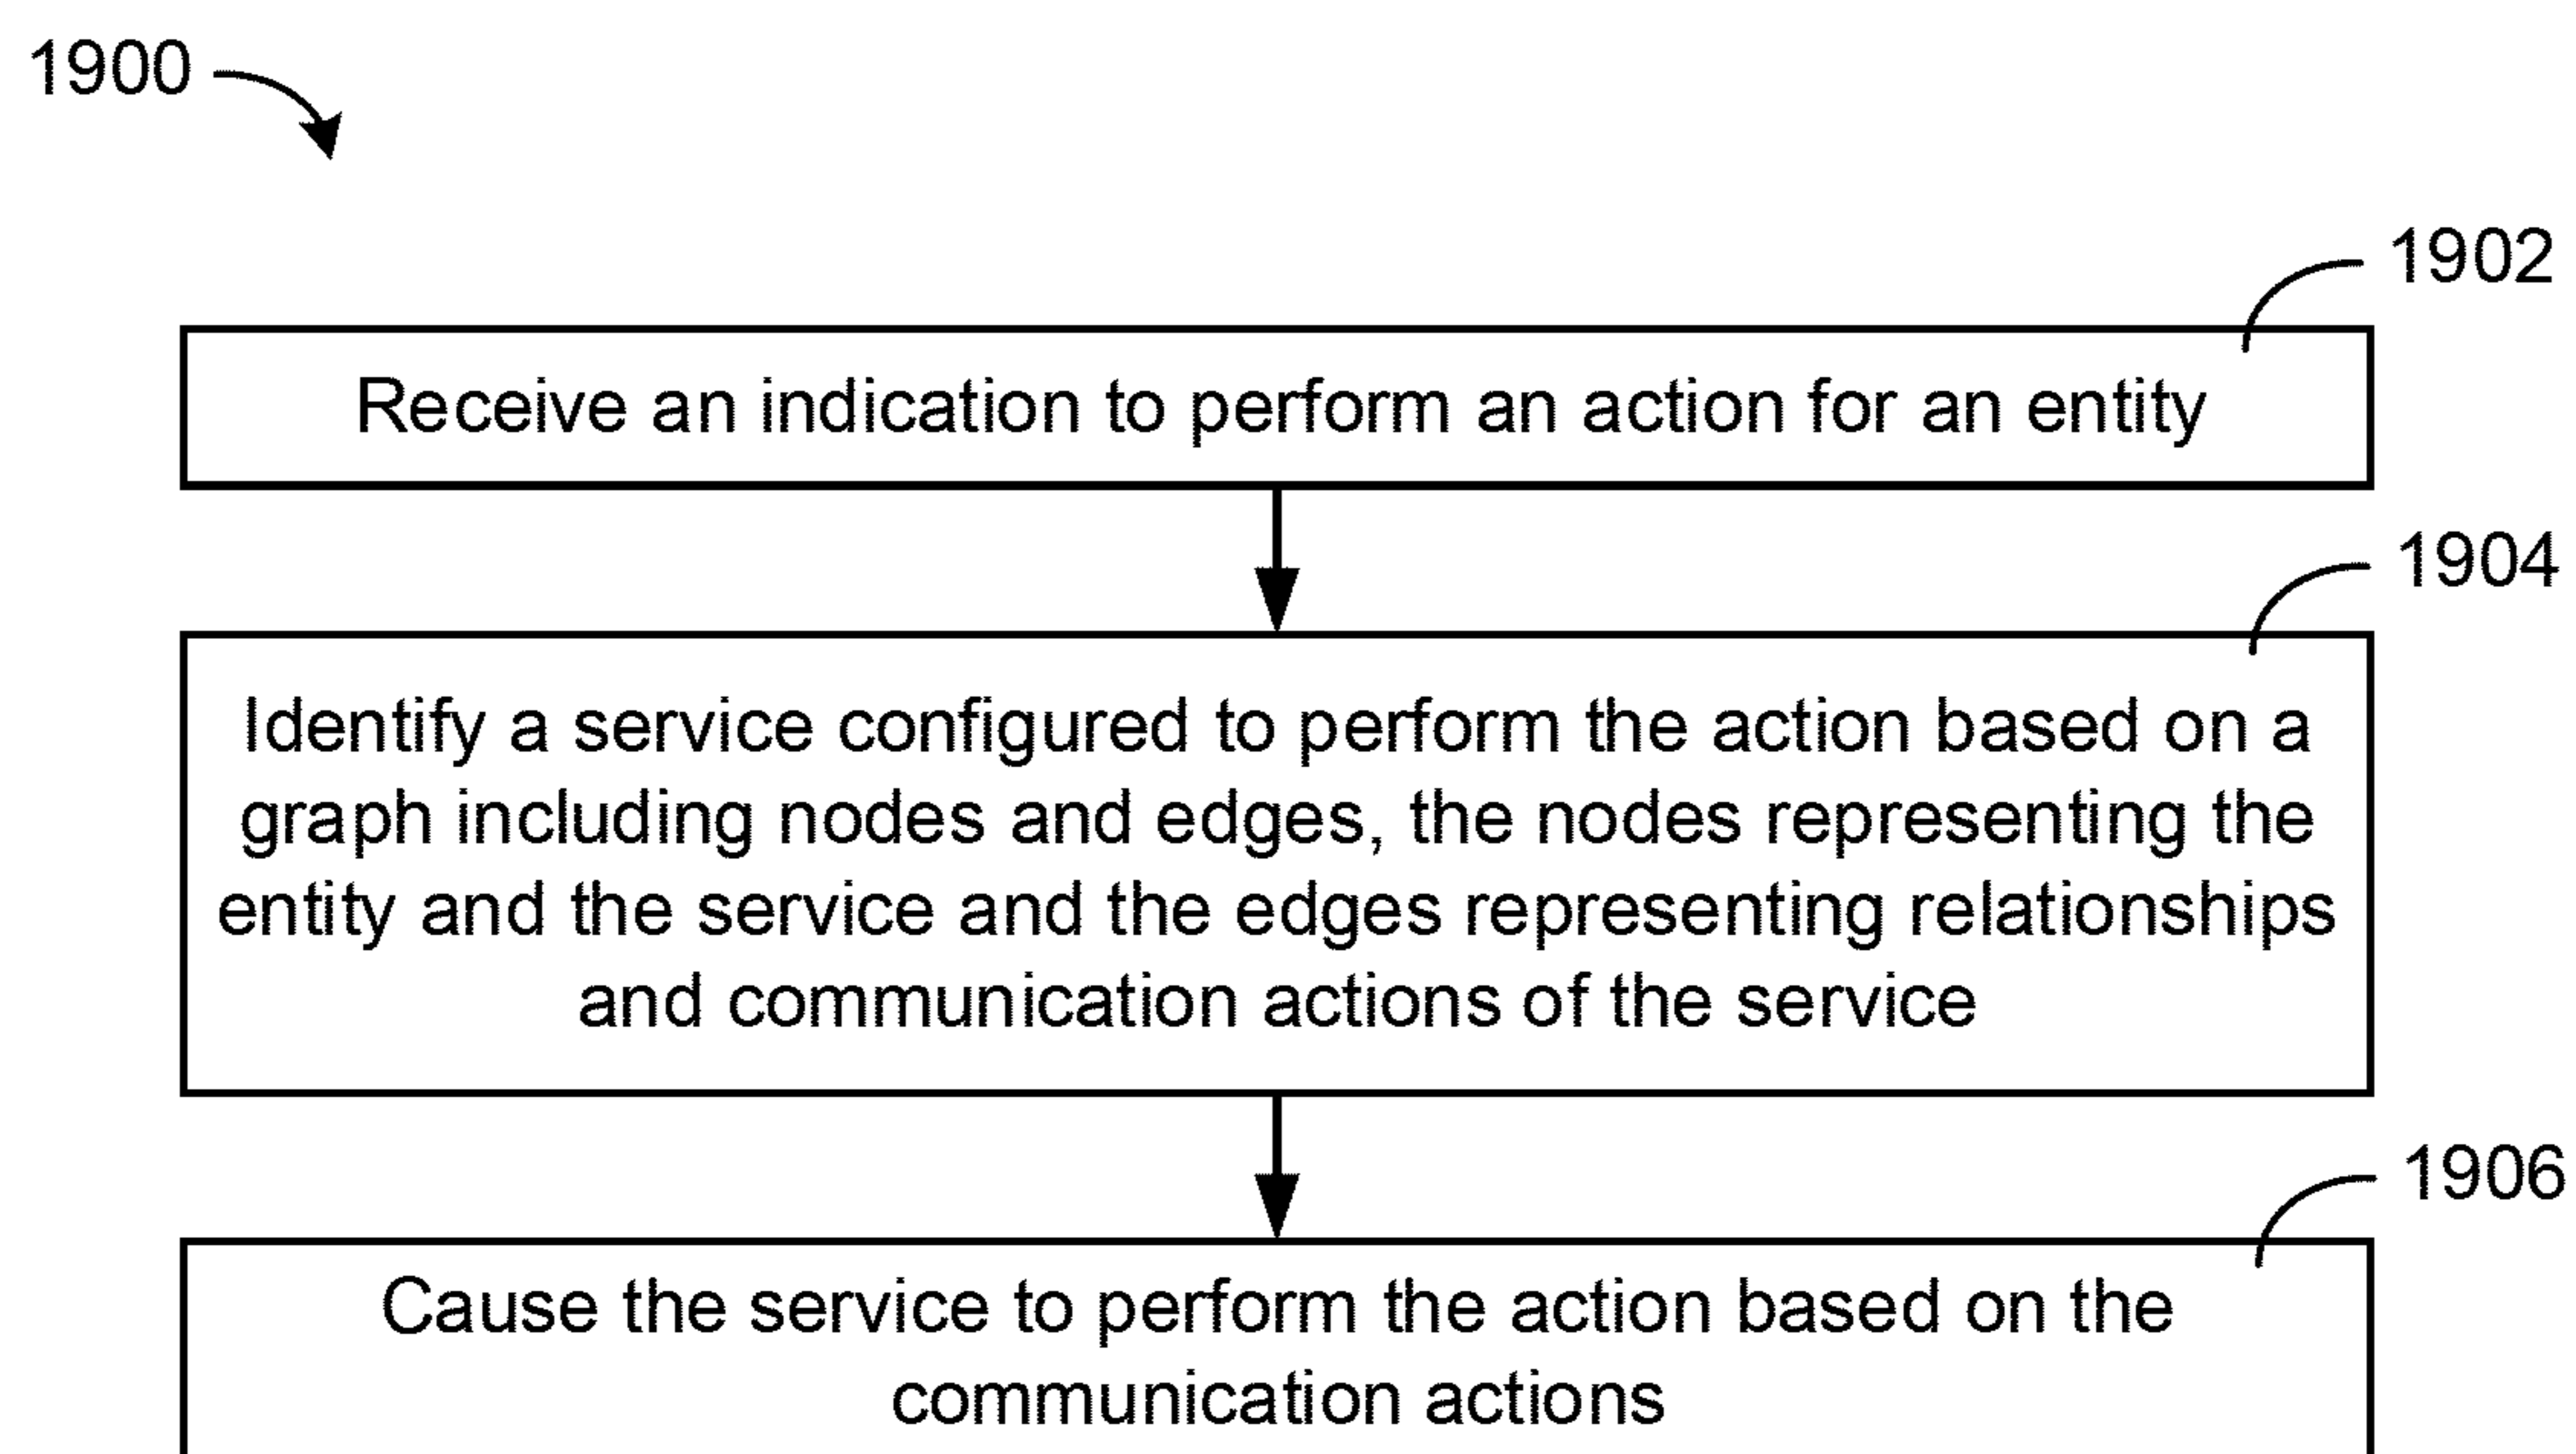 1900
1902
Receive an indication to perform an action for an entity
1904
Identify a service configured to perform the action based on a
graph including nodes and edges, the nodes representing the
entity and the service and the edges representing relationships
and communication actions of the service
1906
Cause the service to perform the action based on the
communication actions